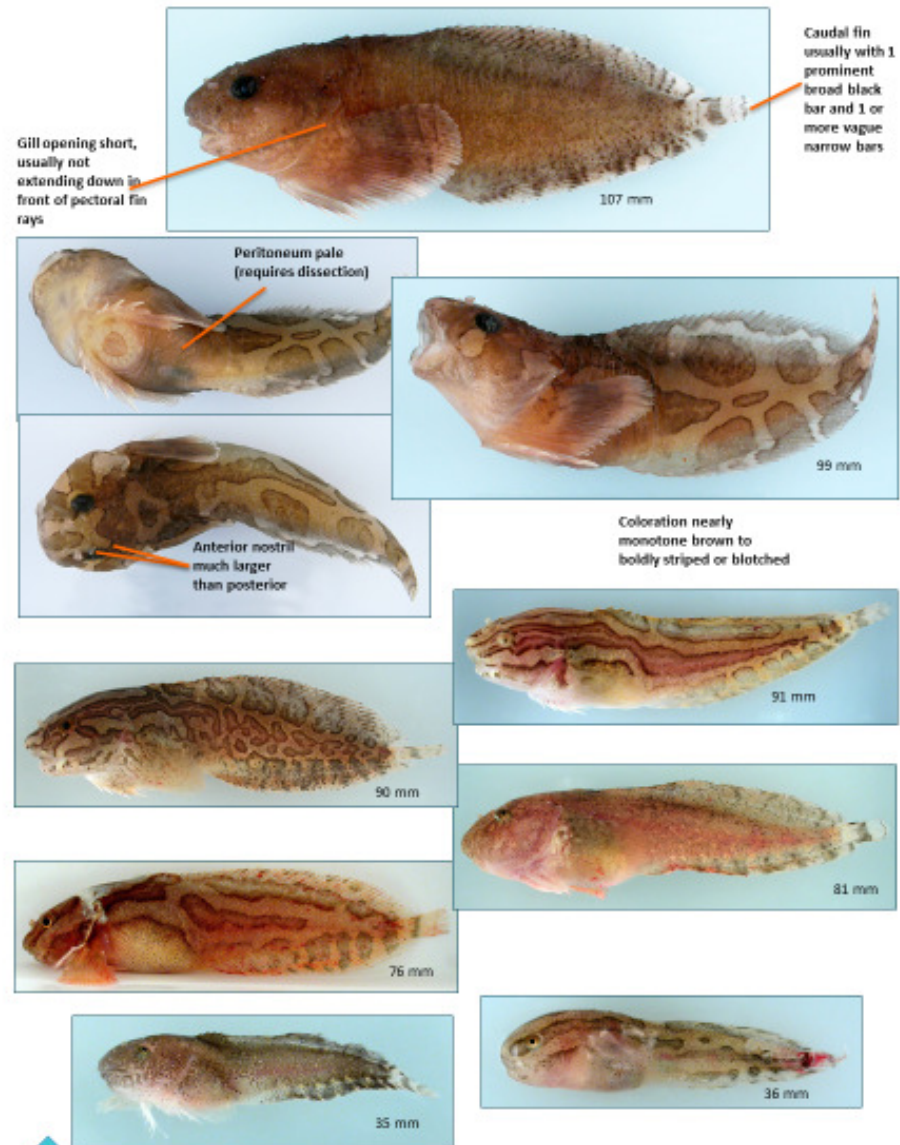 Caudal fin
usually with 1
prominent
broad black
bar and 1 or
more vague
narrow bars
Gill opening short,
usually not
extending down in
front of pectoral fin
rays
107 mm
Peritoneum pale
(requires dissection)
99 mm
Anterior nostril
much larger
than posterior
Coloration nearly
monotone brown to
boldly striped or blotched
91 mm
90 mm
81 mm
76 mm
35 mm
36 mm